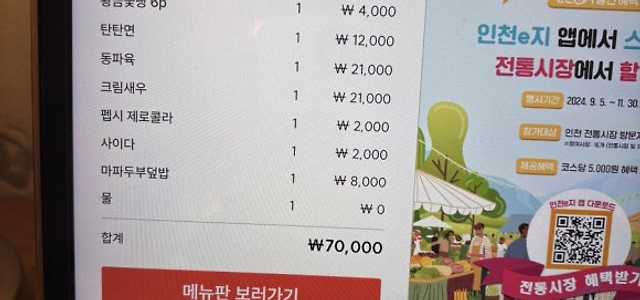 황금꽃빵 6p 1 ₩ 4,000
탄탄면 1 ₩ 12,000
동파육 1 ₩ 21,000
크림새우 1 ₩ 21,000
펩시 제로콜라 1 ₩ 2,000
사이다 1 ₩ 2,000
마파두부덮밥 1 ₩ 8,000
물 1 ₩ 0
합계 ₩70,000
메뉴판 보러가기
인천e지 앱에서 스
전통시장에서 할
행사기간 2024. 9. 5. ~ 11. 30.
참가대상 인천 전통시장 방문자
제공혜택 코스당 5,000원 혜택
인천e지 앱 다운로드
전통시장 혜택받기